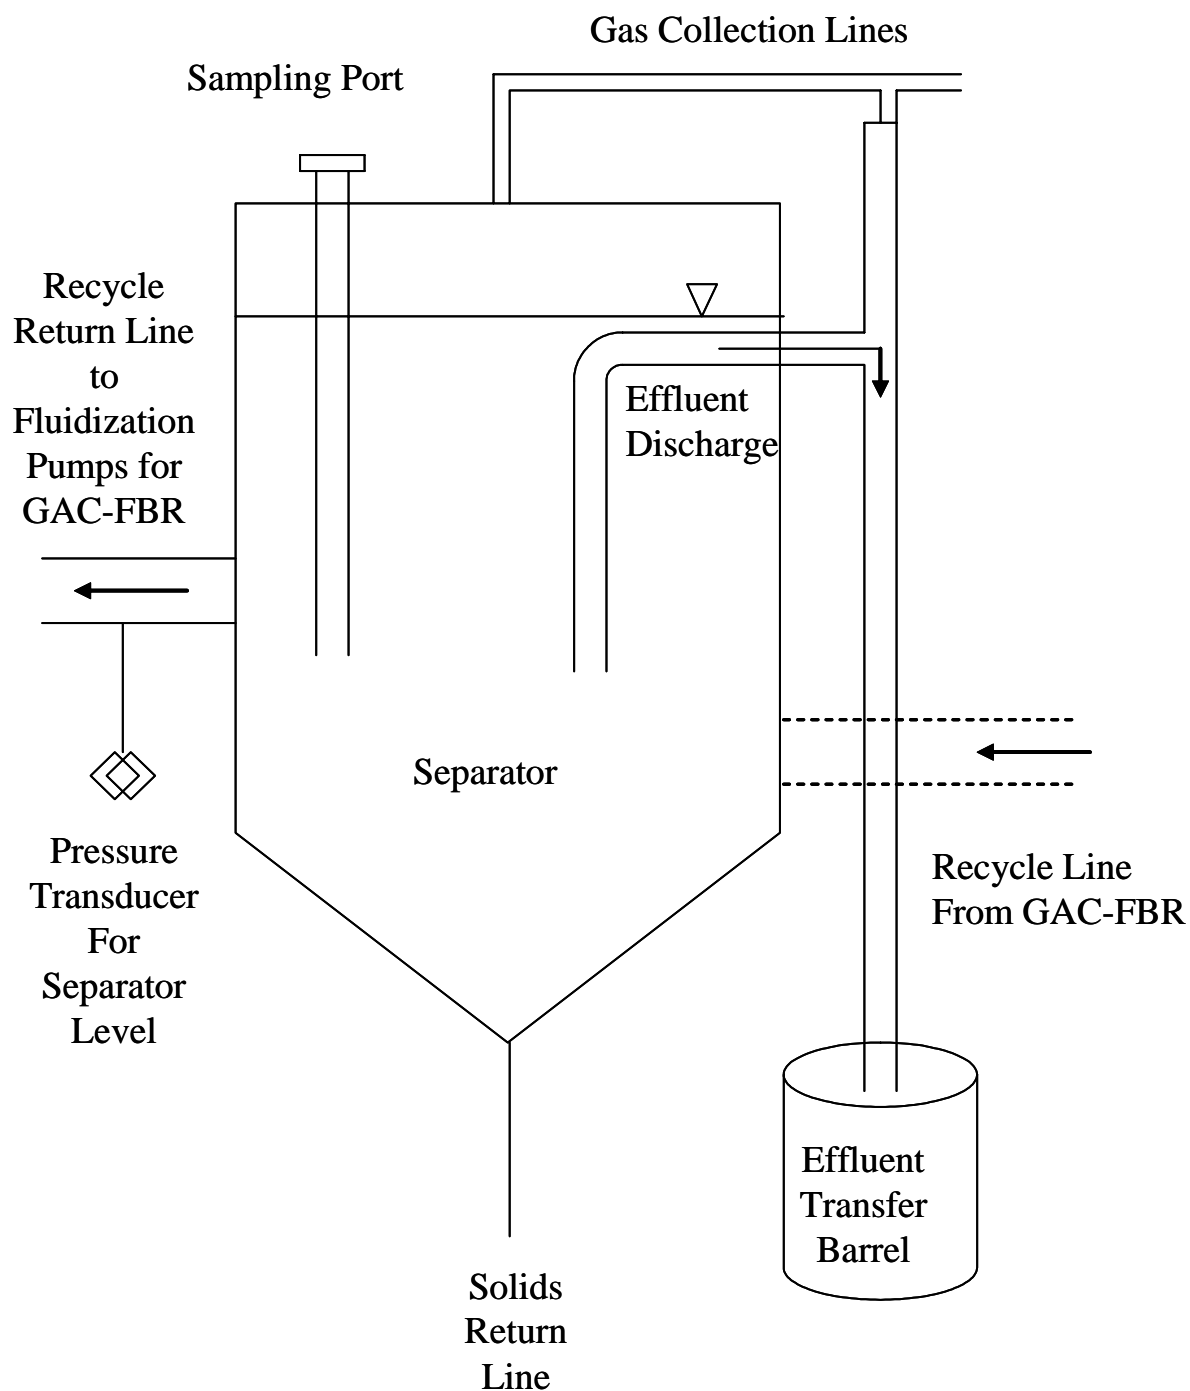 Gas Collection Lines
Sampling Port
Recycle
Return Line
to
Fluidization
Pumps for
GAC-FBR
Effluent
Discharge
Separator
Pressure
Transducer
For
Separator
Level
Recycle Line
From GAC-FBR
Effluent
Transfer
Barrel
Solids
Return
Line